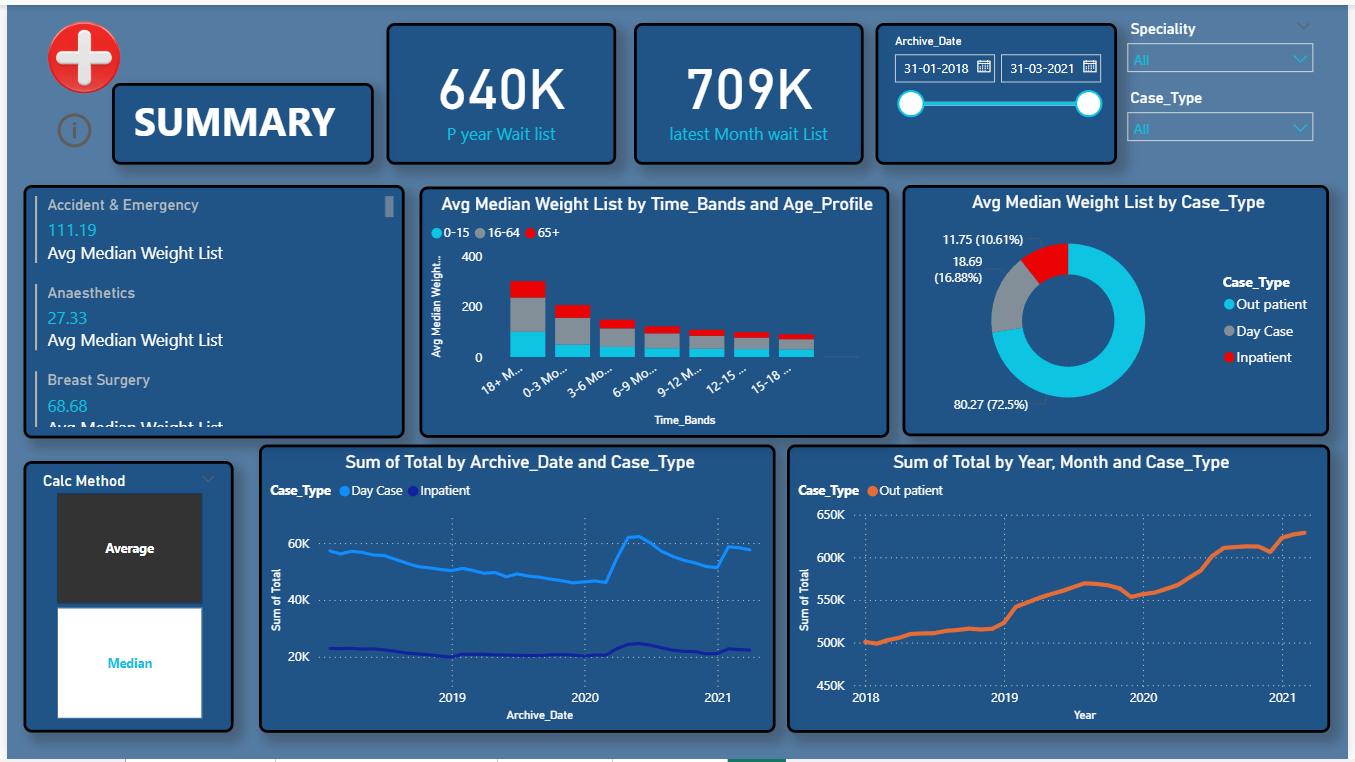 SUMMARY
640K
P year Wait list
709K
latest Month wait List
Archive_Date
31-01-2018
31-03-2021
Speciality
All
Case_Type
All
Accident & Emergency
111.19
Avg Median Weight List
Anaesthetics
27.33
Avg Median Weight List
Breast Surgery
68.68
Avg Median Weight List
Avg Median Weight List by Time_Bands and Age_Profile
0-15 16-64 65+
Avg Median Weight...
400
200
0
18+ M...
0-3 Mo...
3-6 Mo...
6-9 Mo...
9-12 M...
12-15 ...
15-18 ...
Time_Bands
Avg Median Weight List by Case_Type
11.75 (10.61%)
18.69
(16.88%)
80.27 (72.5%)
Case_Type
Out patient
Day Case
Inpatient
Calc Method
Average
Median
Sum of Total by Archive_Date and Case_Type
Case_Type Day Case Inpatient
Sum of Total
60K
40K
20K
2019 2020 2021
Archive_Date
Sum of Total by Year, Month and Case_Type
Case_Type Out patient
Sum of Total
650K
600K
550K
500K
450K
2018 2019 2020 2021
Year